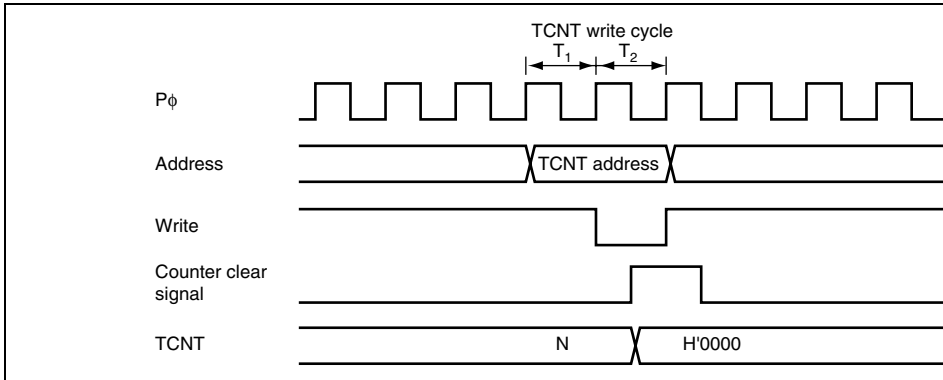 TCNT write cycle
T1 T2
Pϕ
Address
TCNT address
Write
Counter clear
signal
TCNT
N
H'0000